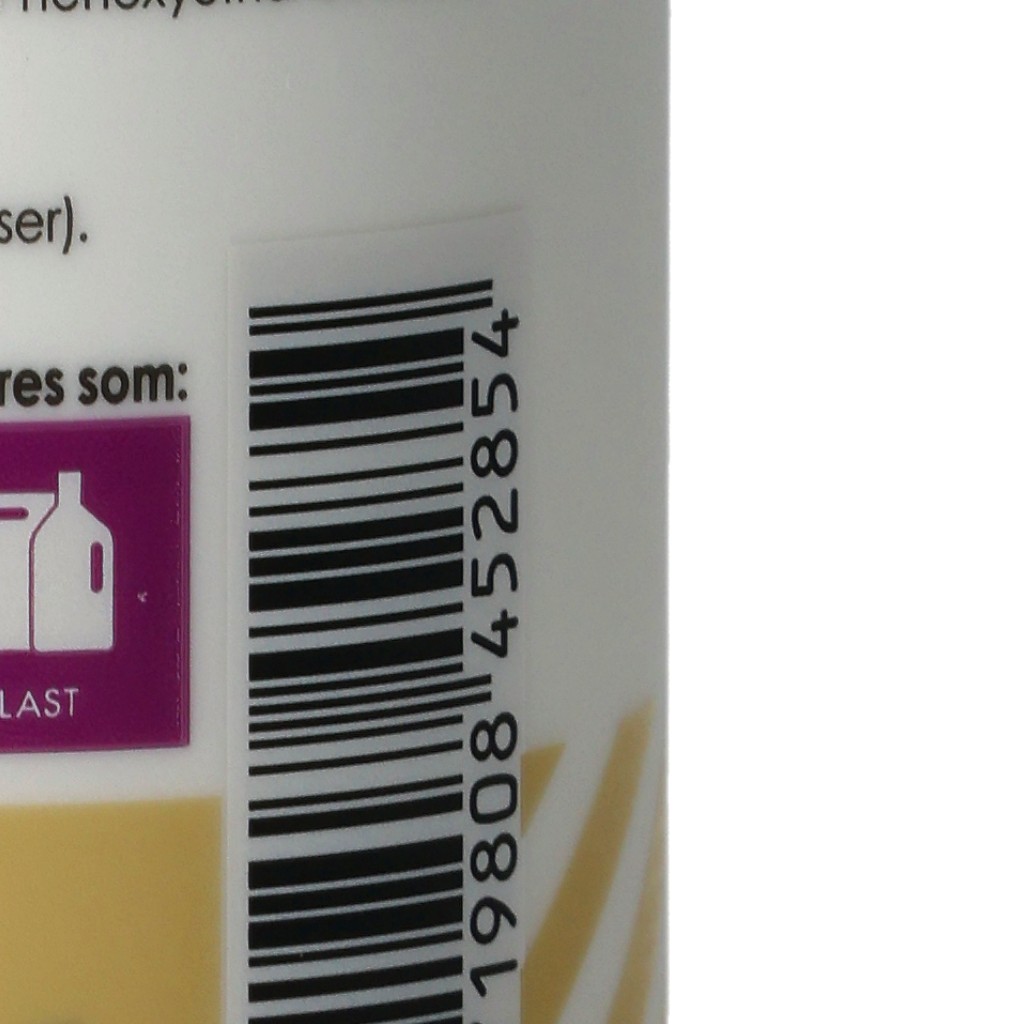 ser).
res som:
LAST
19808 452854